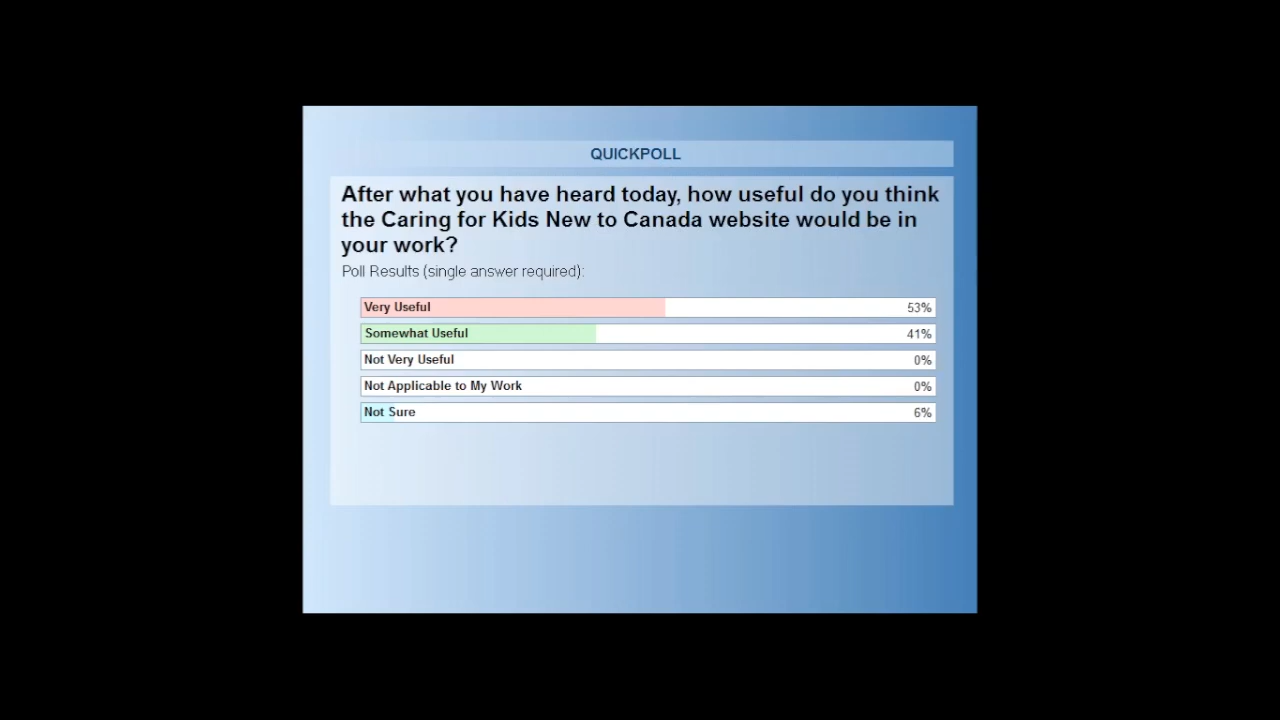 QUICKPOLL
After what you have heard today, how useful do you think
the Caring for Kids New to Canada website would be in
your work?
Poll Results (single answer required):
Very Useful 53%
Somewhat Useful 41%
Not Very Useful 0%
Not Applicable to My Work 0%
Not Sure 6%